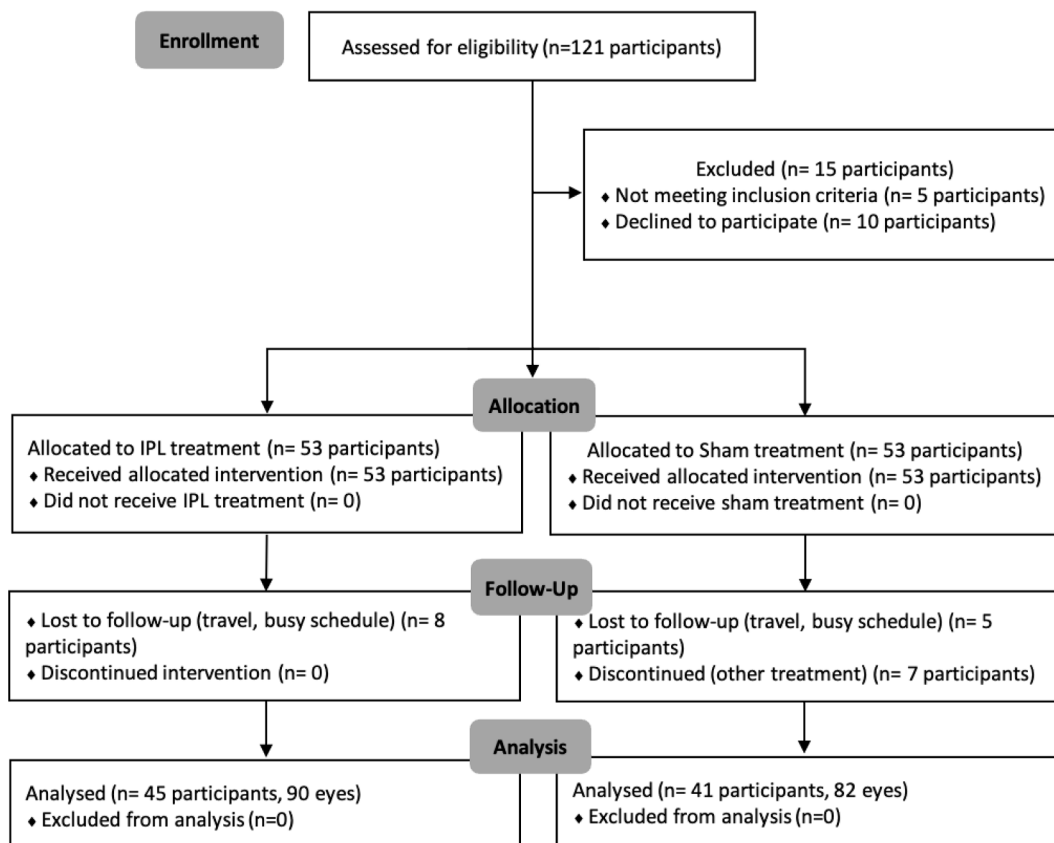 Enrollment
Assessed for eligibility (n=121 participants)
Excluded (n= 15 participants)
♦ Not meeting inclusion criteria (n= 5 participants)
♦ Declined to participate (n= 10 participants)
Allocation
Allocated to IPL treatment (n= 53 participants)
♦ Received allocated intervention (n= 53 participants)
♦ Did not receive IPL treatment (n= 0)
Allocated to Sham treatment (n= 53 participants)
♦ Received allocated intervention (n= 53 participants)
♦ Did not receive sham treatment (n= 0)
Follow-Up
♦ Lost to follow-up (travel, busy schedule) (n= 8
participants)
♦ Discontinued intervention (n= 0)
♦ Lost to follow-up (travel, busy schedule) (n= 5
participants)
♦ Discontinued (other treatment) (n= 7 participants)
Analysis
Analysed (n= 45 participants, 90 eyes)
♦ Excluded from analysis (n=0)
Analysed (n= 41 participants, 82 eyes)
♦ Excluded from analysis (n=0)